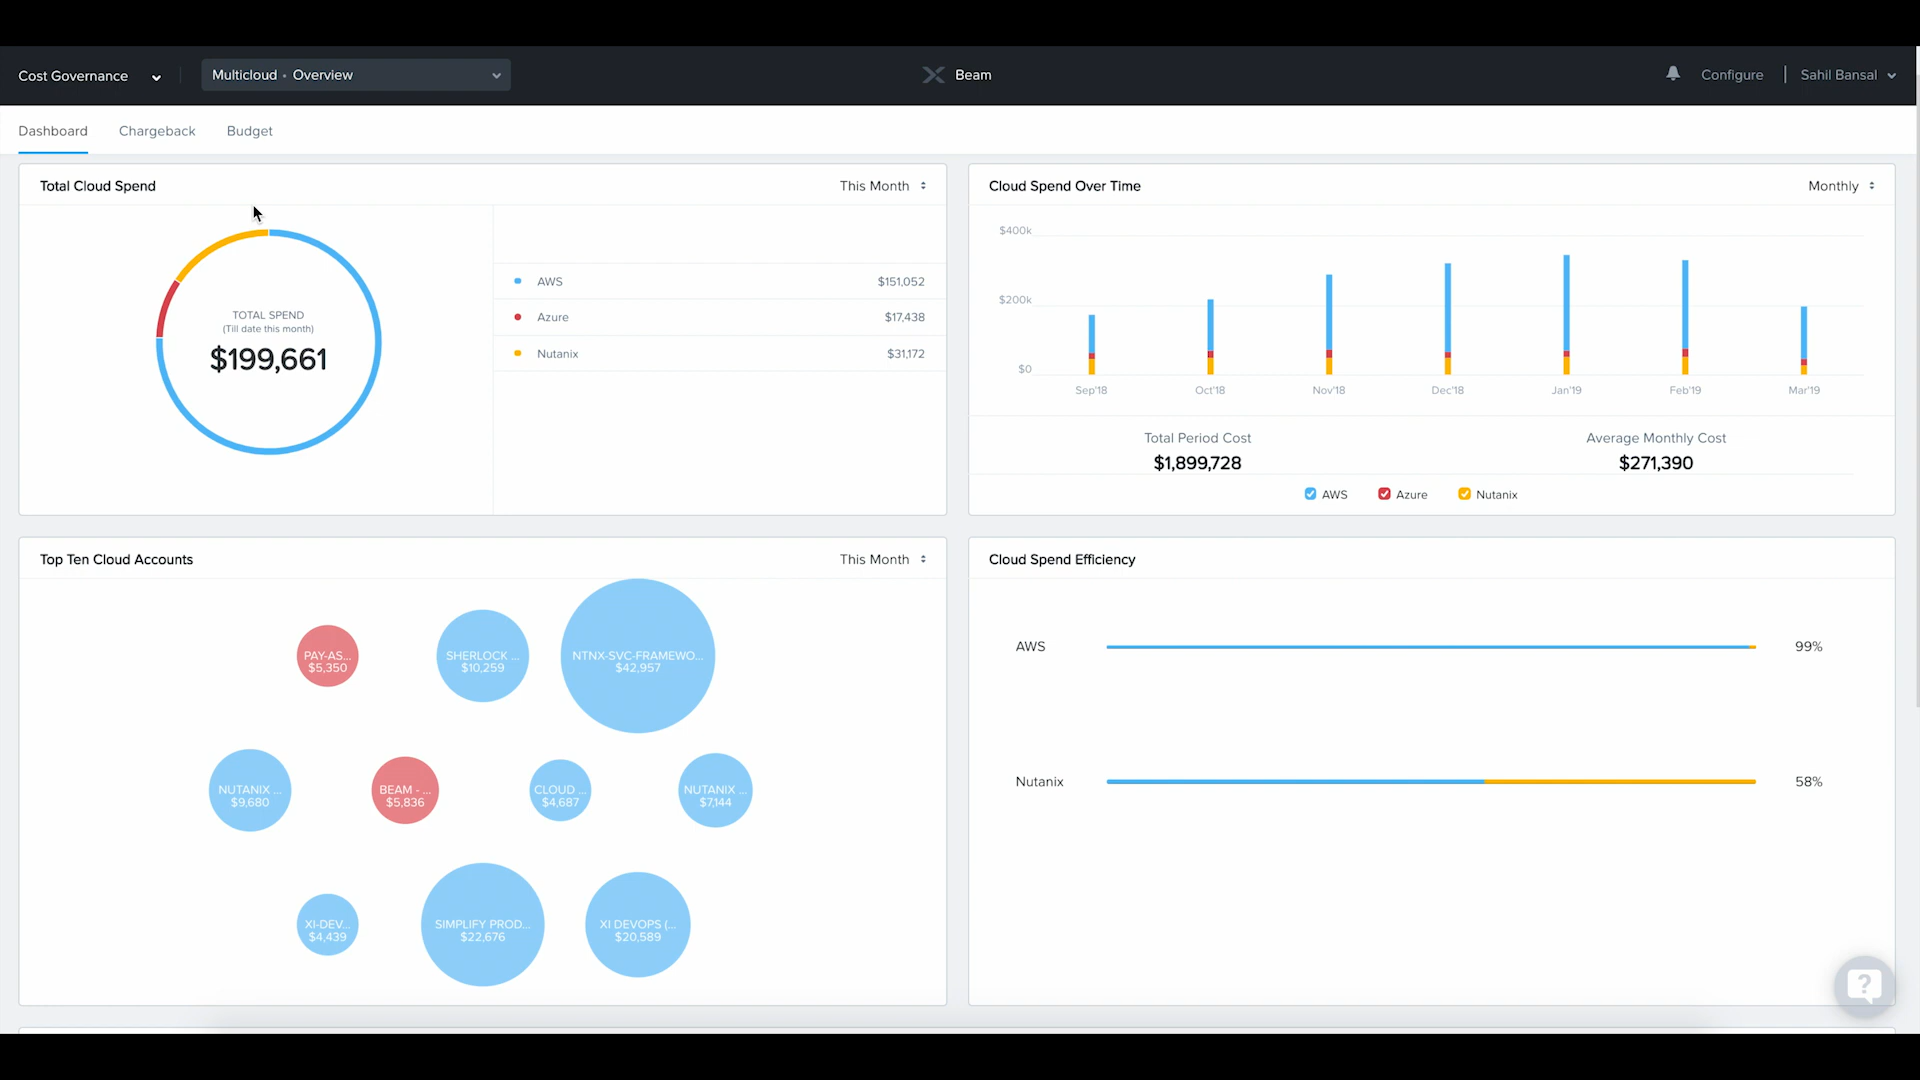 Cost Governance
Multicloud • Overview
Beam
Configure
Sahil Bansal
Dashboard
Chargeback
Budget
Total Cloud Spend
This Month
TOTAL SPEND
(Till date this month)
$199,661
AWS $151,052
Azure $17,438
Nutanix $31,172
Cloud Spend Over Time
Monthly
$400k
$200k
$0
Sep'18 Oct'18 Nov'18 Dec'18 Jan'19 Feb'19 Mar'19
Total Period Cost
$1,899,728
Average Monthly Cost
$271,390
AWS Azure Nutanix
Top Ten Cloud Accounts
This Month
PAY-AS...
$5,350
SHERLOCK ...
$10,259
NTNX-SVC-FRAMEWO...
$42,957
NUTANIX ...
$9,680
BEAM - ...
$5,836
CLOUD ...
$4,687
NUTANIX ...
$7,144
XI-DEV...
$4,439
SIMPLIFY PROD...
$22,676
XI DEVOPS (...
$20,589
Cloud Spend Efficiency
AWS 99%
Nutanix 58%
?